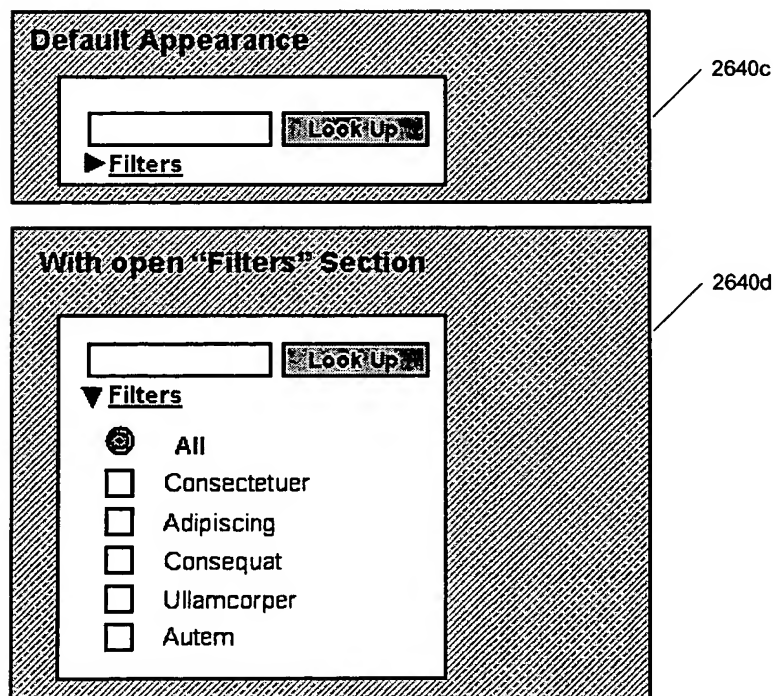 Default Appearance
2640c
Look Up
Filters
With open "Filters" Section
2640d
Look Up
Filters
All
Consectetuer
Adipiscing
Consequat
Ullamcorper
Autem